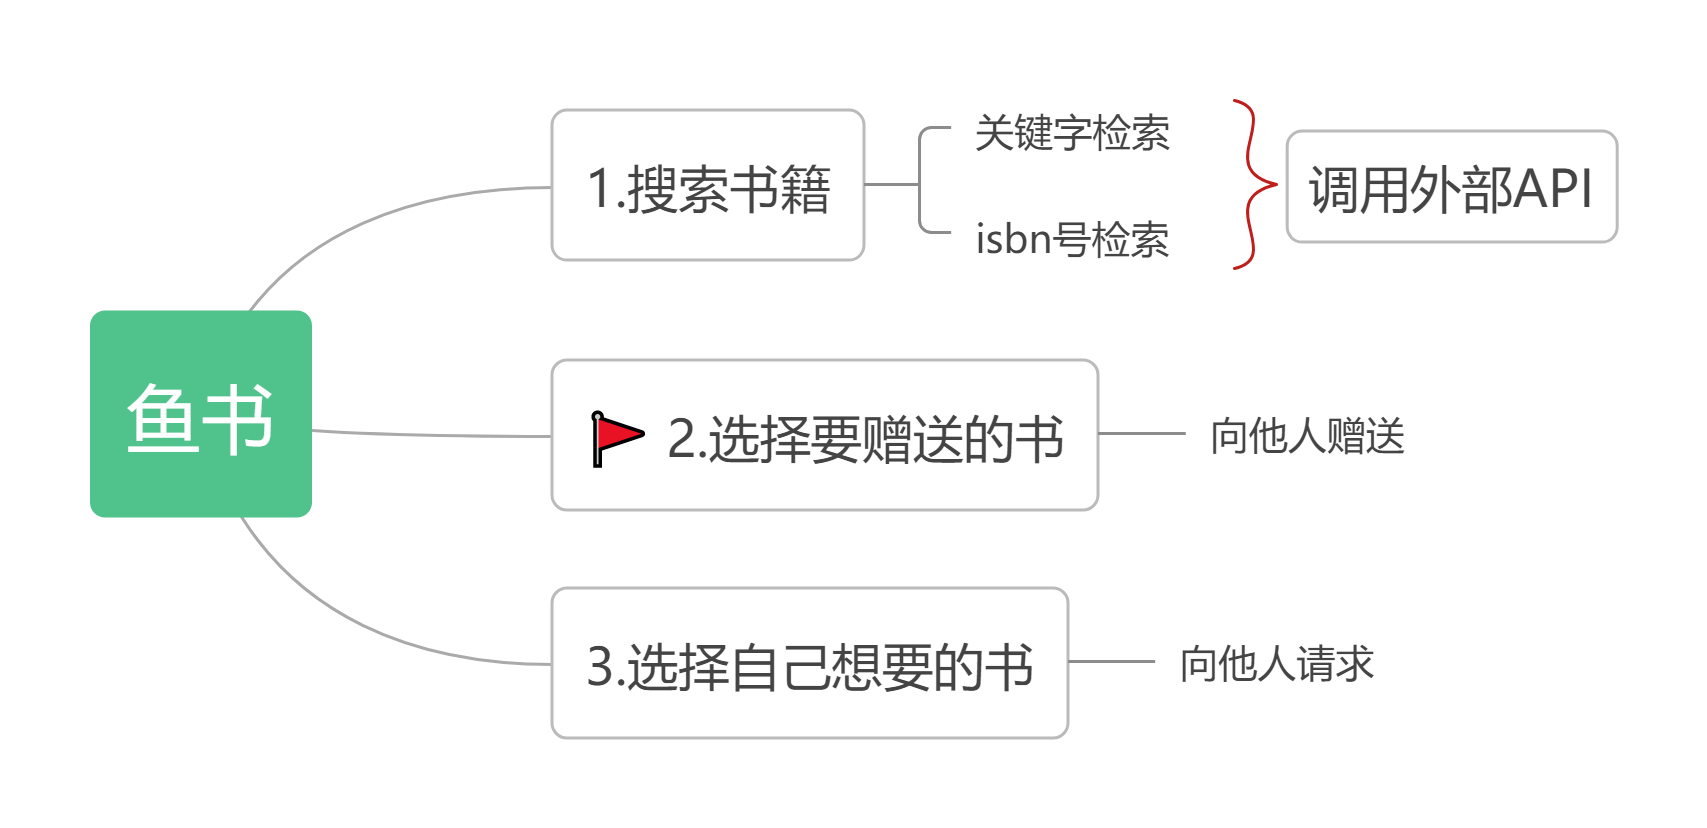 鱼书
1.搜索书籍
关键字检索
isbn号检索
调用外部API
2.选择要赠送的书
向他人赠送
3.选择自己想要的书
向他人请求